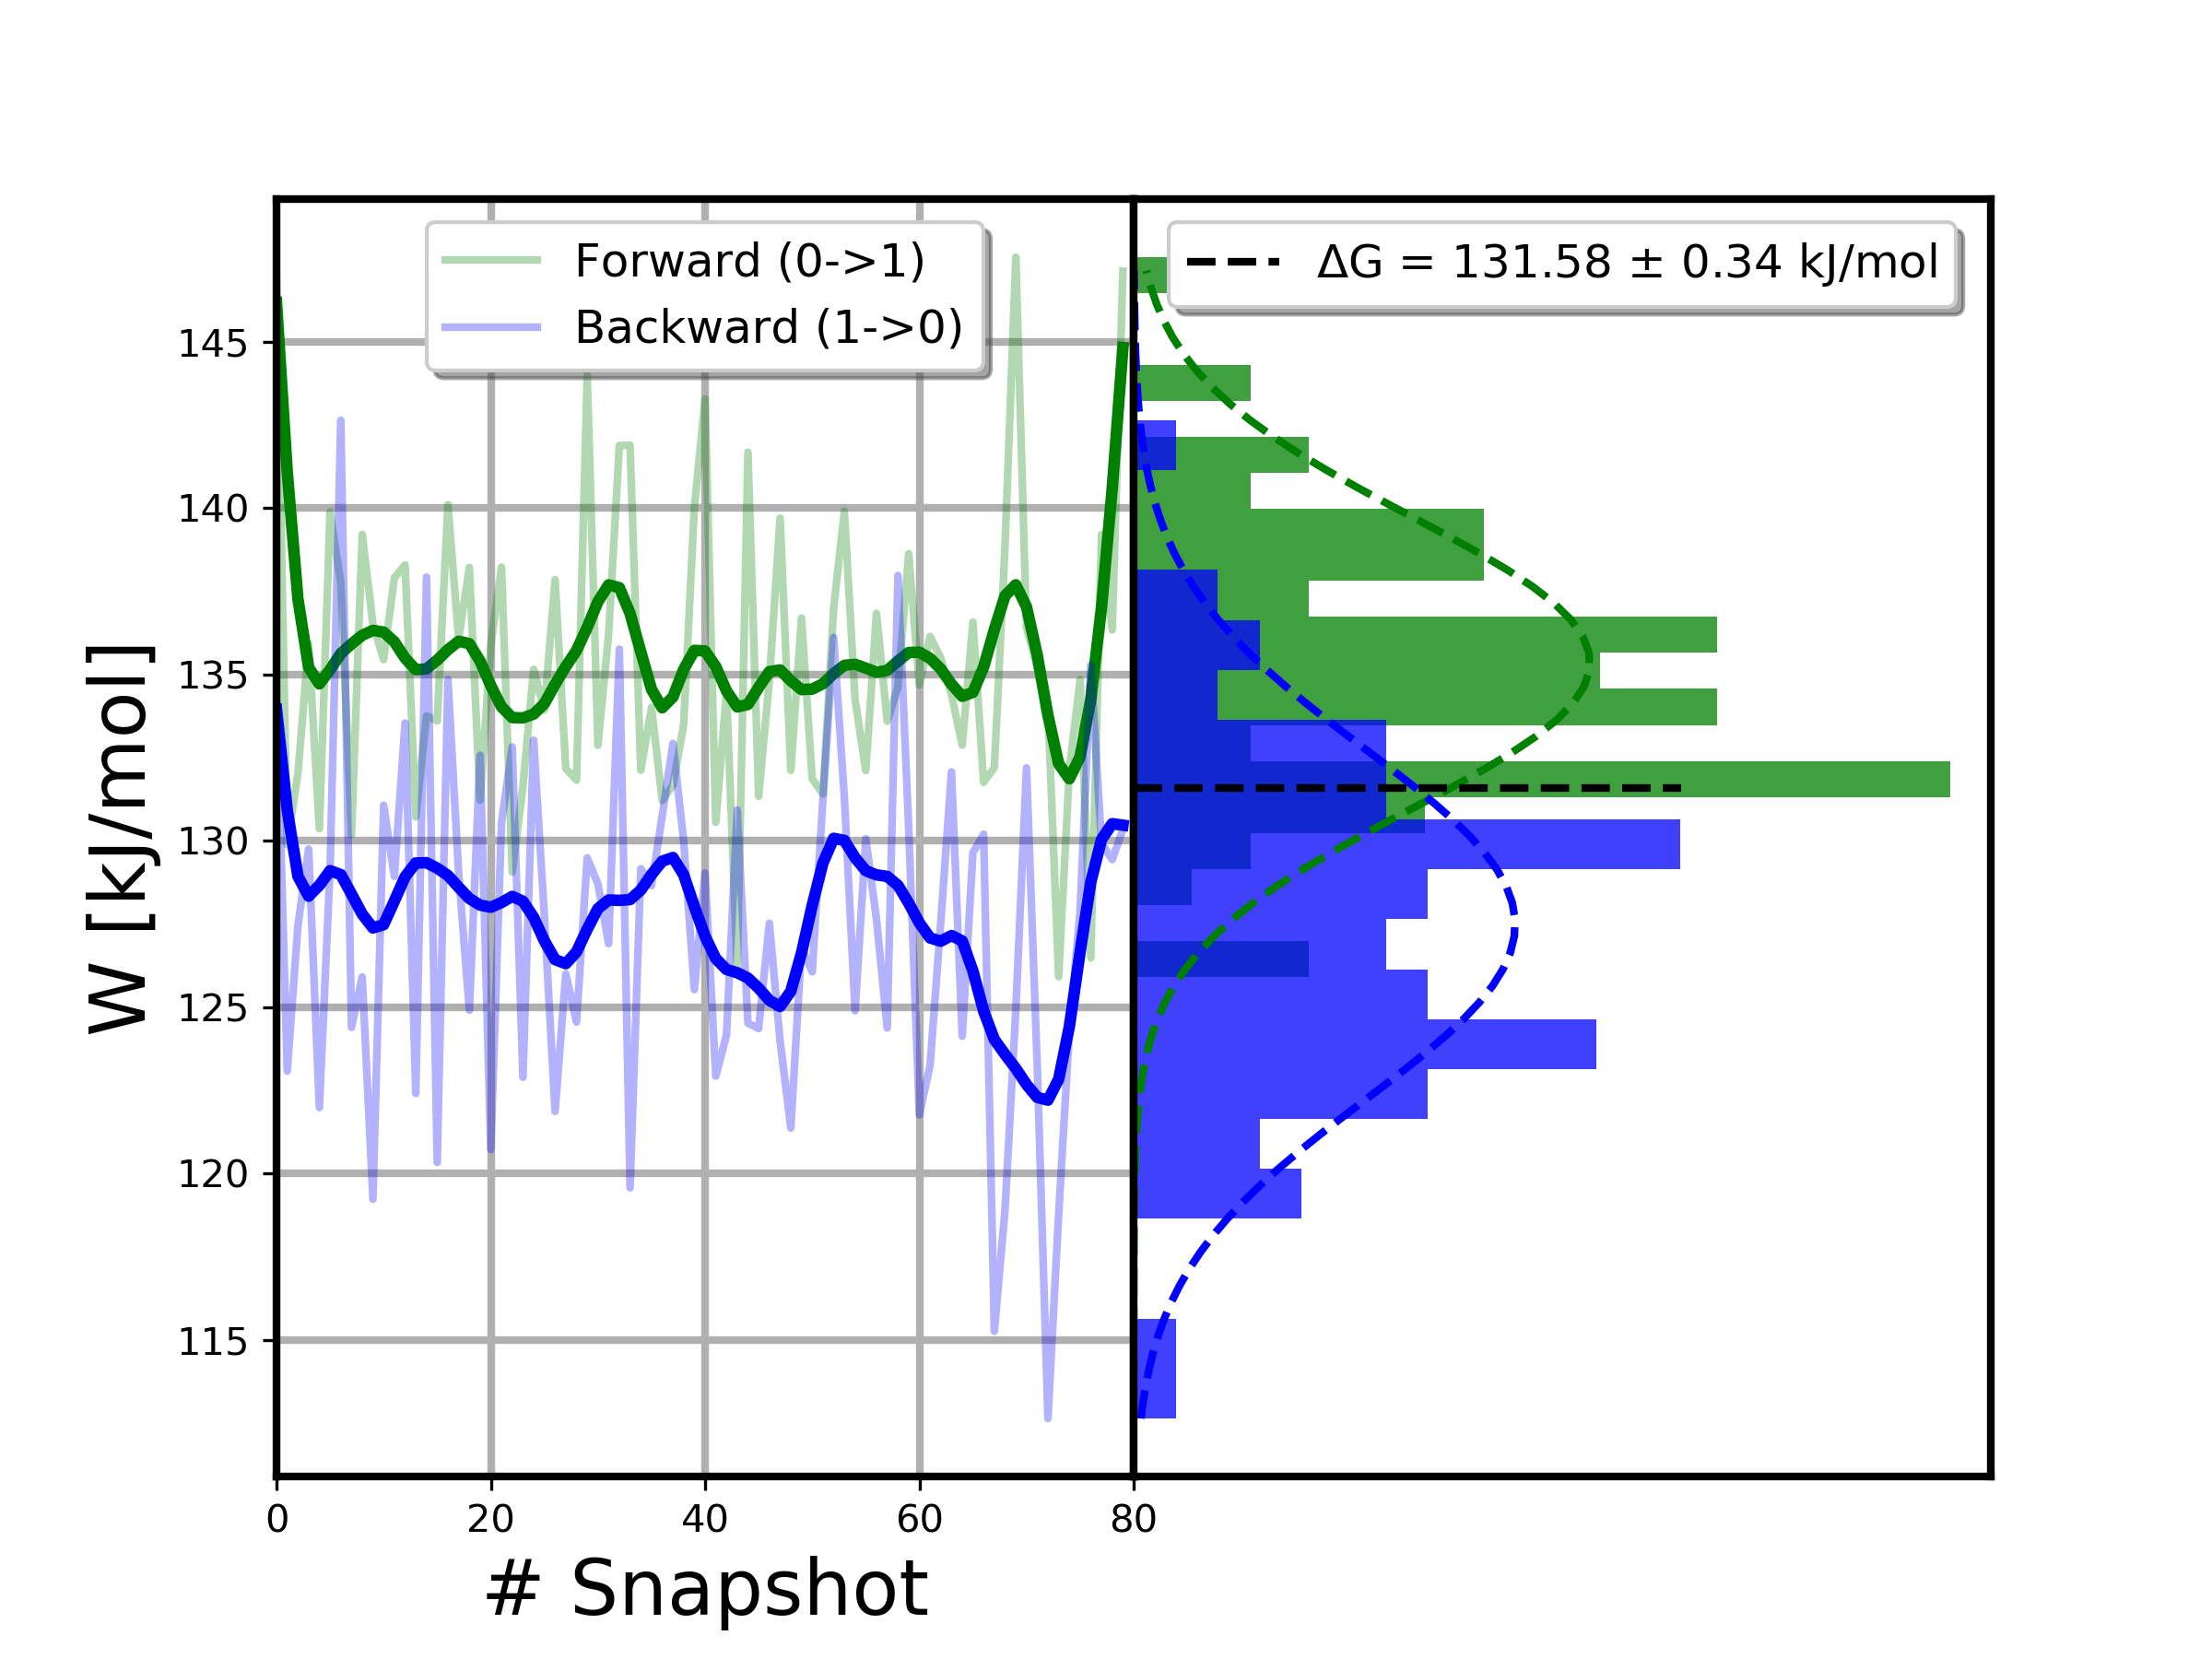 Forward (0->1)
Backward (1->0)
ΔG = 131.58 ± 0.34 kJ/mol
W [kJ/mol]
145
140
135
130
125
120
115
0 20 40 60 80
# Snapshot